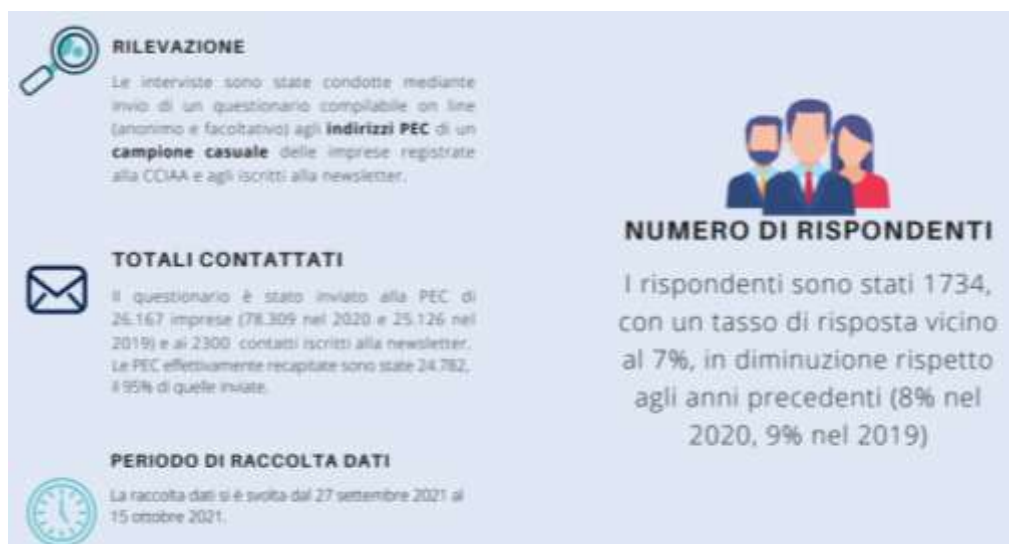 RILEVAZIONE
Le interviste sono state condotte mediante
invio di un questionario compilabile on line
(anonimo e facoltativo) agli indirizzi PEC di un
campione casuale delle imprese registrate
alla CCIAA e agli iscritti alla newsletter.
TOTALI CONTATTATI
Il questionario è stato inviato alla PEC di
26.167 imprese (78.309 nel 2020 e 25.126 nel
2019) e ai 2300 contatti iscritti alla newsletter.
Le PEC effettivamente recapitate sono state 24.782,
il 95% di quelle inviate.
PERIODO DI RACCOLTA DATI
La raccolta dati si è svolta dal 27 settembre 2021 al
15 ottobre 2021.
NUMERO DI RISPONDENTI
I rispondenti sono stati 1734,
con un tasso di risposta vicino
al 7%, in diminuzione rispetto
agli anni precedenti (8% nel
2020, 9% nel 2019)